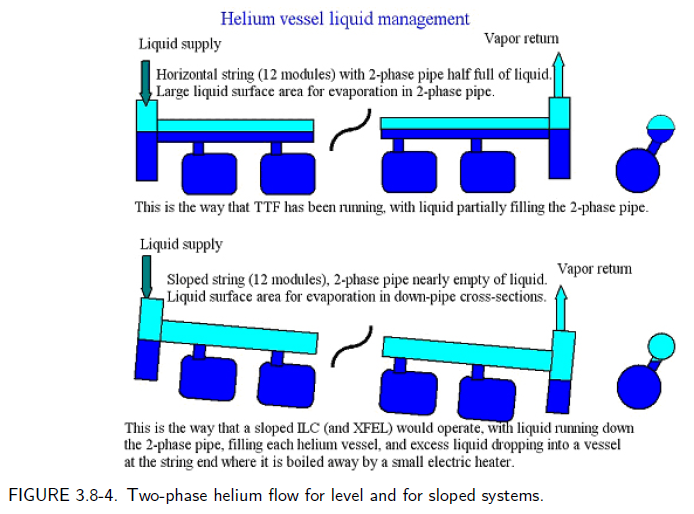 Helium vessel liquid management
Liquid supply
Vapor return
Horizontal string (12 modules) with 2-phase pipe half full of liquid.
Large liquid surface area for evaporation in 2-phase pipe.
This is the way that TTF has been running, with liquid partially filling the 2-phase pipe.
Liquid supply
Vapor return
Sloped string (12 modules), 2-phase pipe nearly empty of liquid.
Liquid surface area for evaporation in down-pipe cross-sections.
This is the way that a sloped ILC (and XFEL) would operate, with liquid running down
the 2-phase pipe, filling each helium vessel, and excess liquid dropping into a vessel
at the string end where it is boiled away by a small electric heater.
FIGURE 3.8-4. Two-phase helium flow for level and for sloped systems.